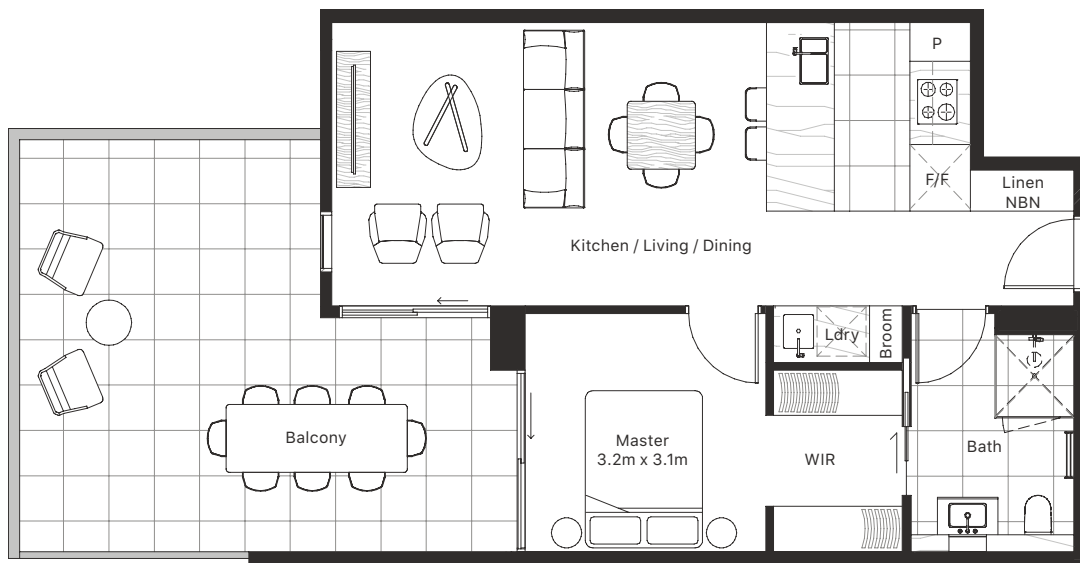 P
F/F
Linen
NBN
Kitchen / Living / Dining
Ldry
Broom
Balcony
Master
3.2m x 3.1m
WIR
Bath